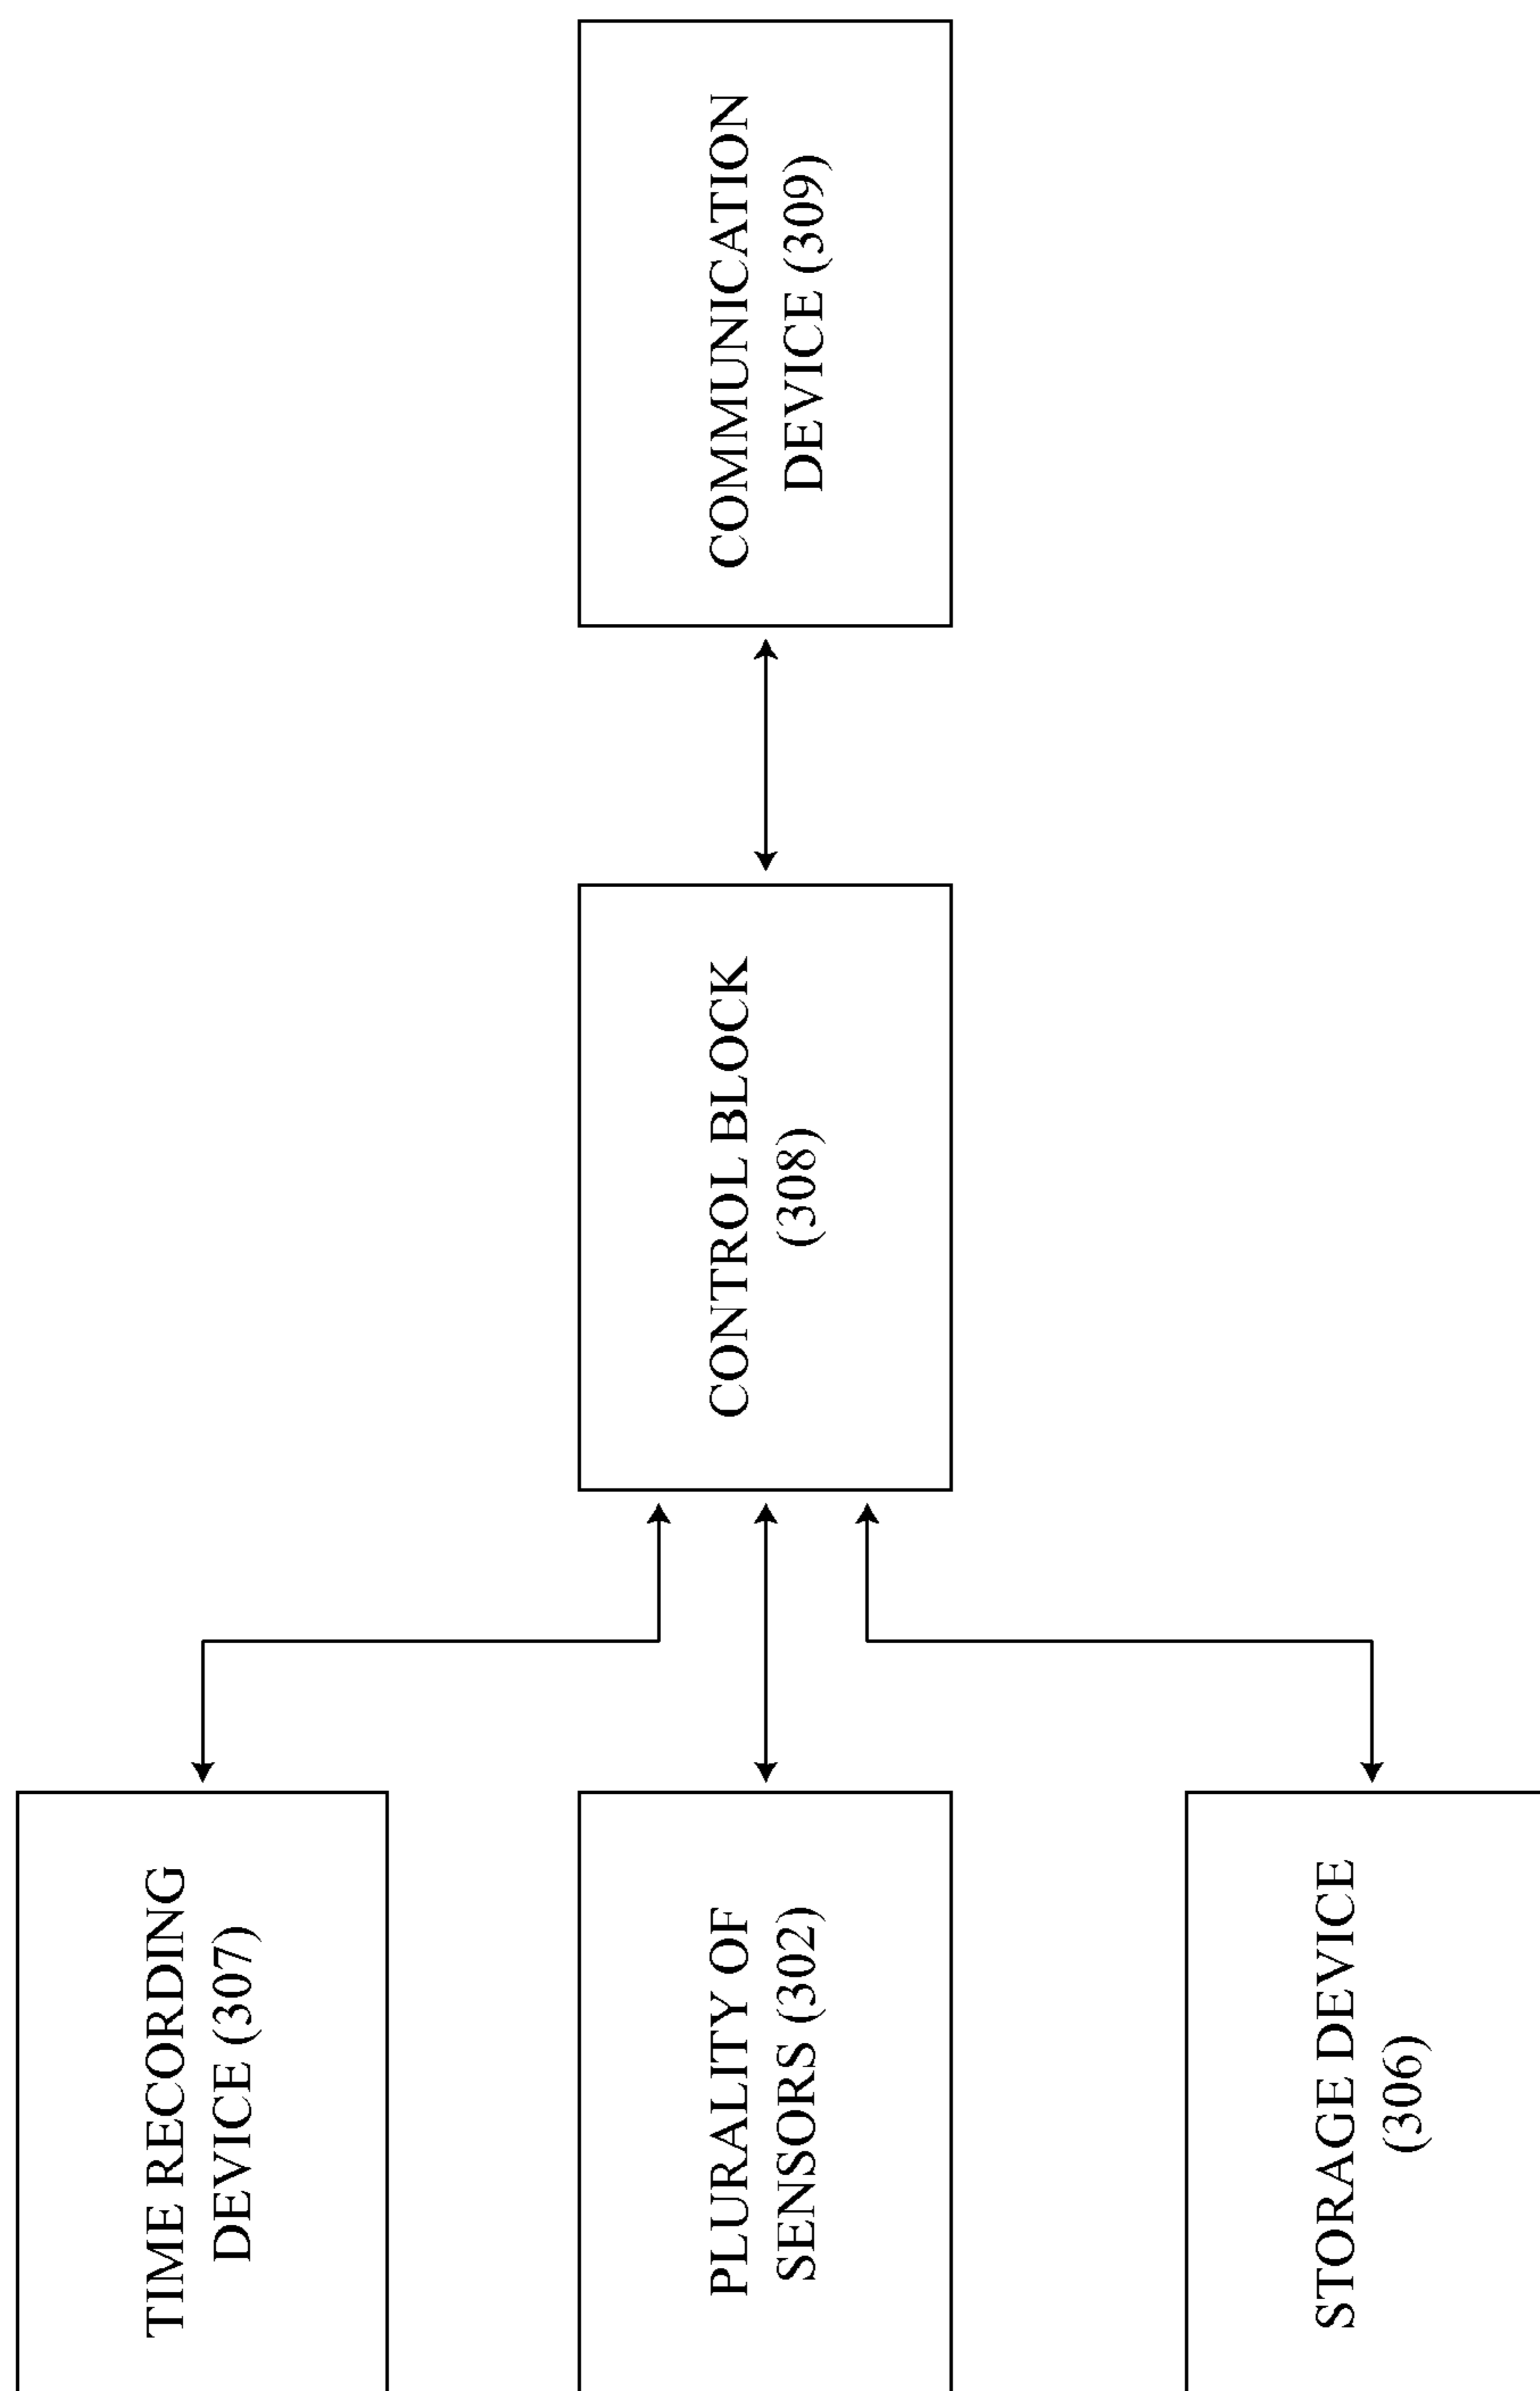 TIME RECORDING
DEVICE (307)
PLURALITY OF
SENSORS (302)
STORAGE DEVICE
(306)
CONTROL BLOCK
(308)
COMMUNICATION
DEVICE (309)